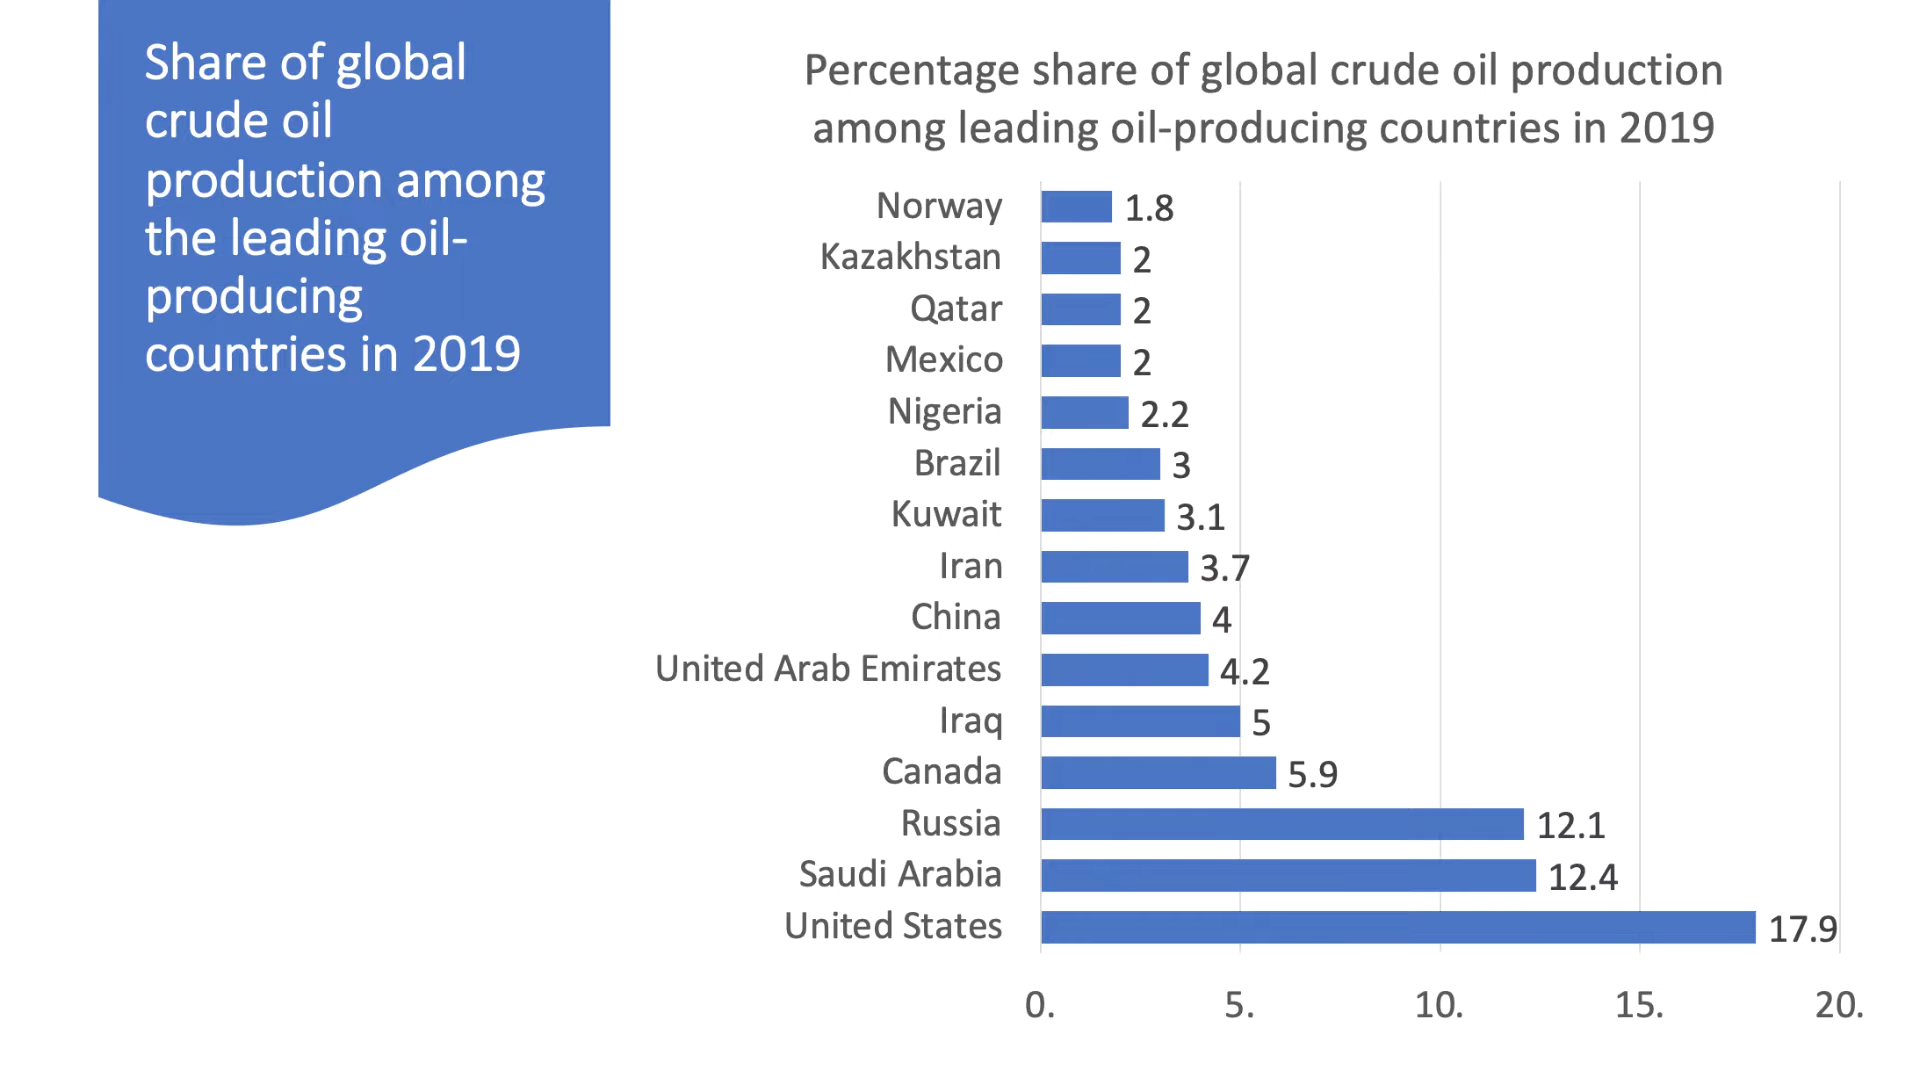 Share of global
crude oil
production among
the leading oil-
producing
countries in 2019
Percentage share of global crude oil production
among leading oil-producing countries in 2019
Norway 1.8
Kazakhstan 2
Qatar 2
Mexico 2
Nigeria 2.2
Brazil 3
Kuwait 3.1
Iran 3.7
China 4
United Arab Emirates 4.2
Iraq 5
Canada 5.9
Russia 12.1
Saudi Arabia 12.4
United States 17.9
0. 5. 10. 15. 20.